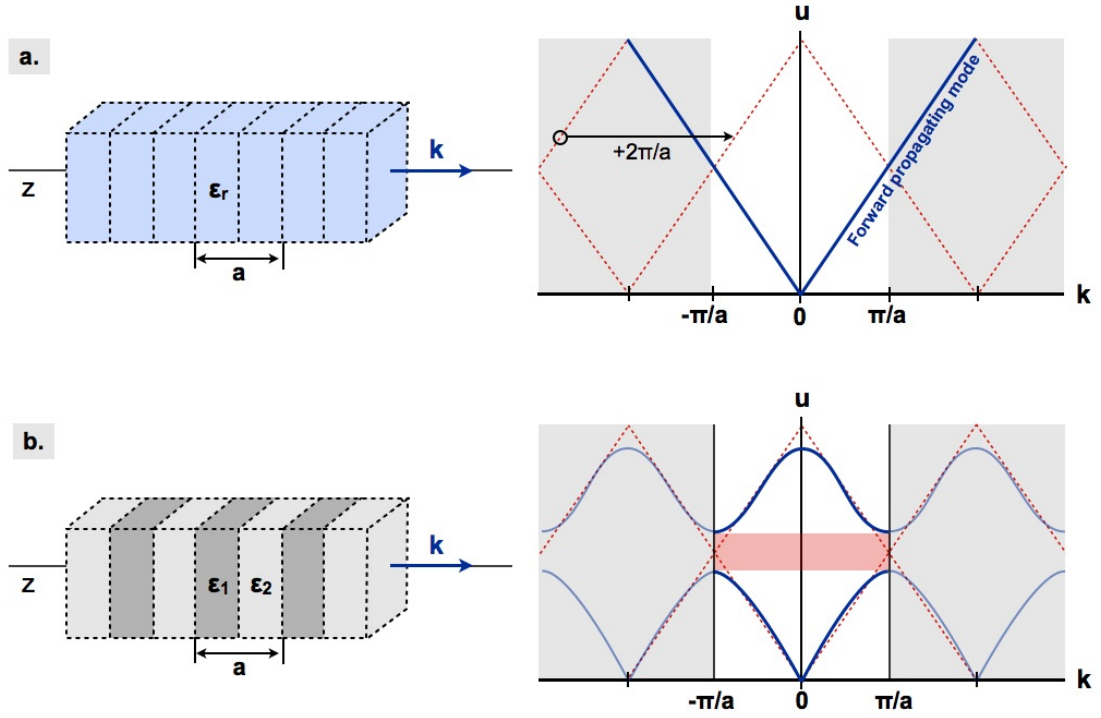 a.
k
z
εr
a
u
Forward propagating mode
+2π/a
k
-π/a
0
π/a
b.
k
z
ε1
ε2
a
u
k
-π/a
0
π/a